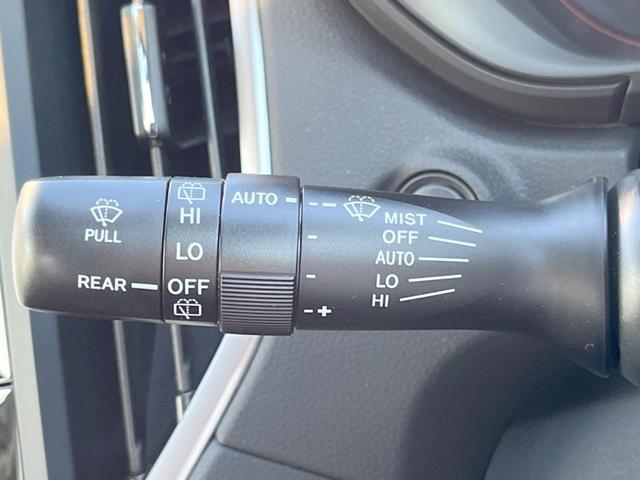 PULL
REAR
HI
LO
OFF
AUTO
- +
MIST
OFF
AUTO
LO
HI